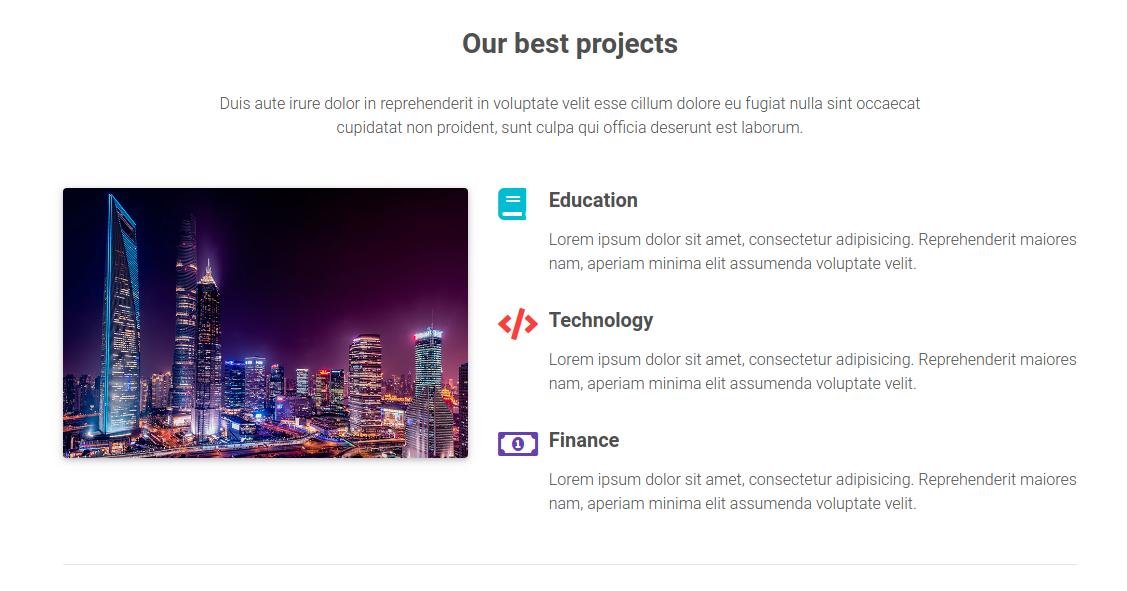 Our best projects
Duis aute irure dolor in reprehenderit in voluptate velit esse cillum dolore eu fugiat nulla sint occaecat
cupidatat non proident, sunt culpa qui officia deserunt est laborum.
Education
Lorem ipsum dolor sit amet, consectetur adipisicing. Reprehenderit maiores
nam, aperiam minima elit assumenda voluptate velit.
Technology
Lorem ipsum dolor sit amet, consectetur adipisicing. Reprehenderit maiores
nam, aperiam minima elit assumenda voluptate velit.
Finance
Lorem ipsum dolor sit amet, consectetur adipisicing. Reprehenderit maiores
nam, aperiam minima elit assumenda voluptate velit.